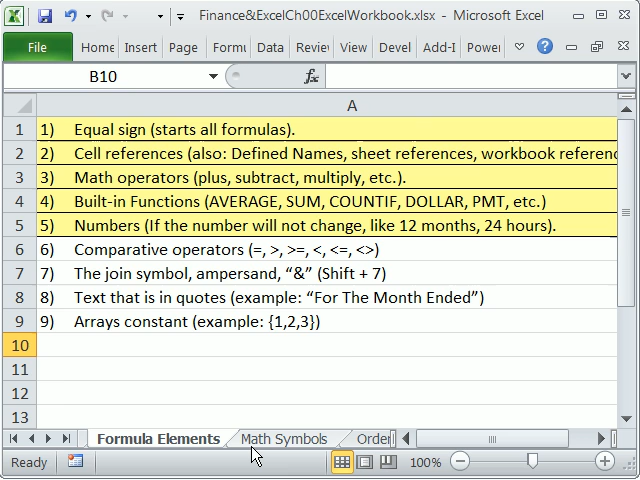 Finance&ExcelCh00ExcelWorkbook.xlsx - Microsoft Excel
File Home Insert Page Formu Data Review View Devel Add-I Power
B10 fx
A
1 1) Equal sign (starts all formulas).
2 2) Cell references (also: Defined Names, sheet references, workbook referenc
3 3) Math operators (plus, subtract, multiply, etc.).
4 4) Built-in Functions (AVERAGE, SUM, COUNTIF, DOLLAR, PMT, etc.)
5 5) Numbers (If the number will not change, like 12 months, 24 hours).
6 6) Comparative operators (=, >, >=, <, <=, <>)
7 7) The join symbol, ampersand, “&” (Shift + 7)
8 8) Text that is in quotes (example: “For The Month Ended”)
9 9) Arrays constant (example: {1,2,3})
10
11
12
13
Formula Elements Math Symbols Order
Ready 100%